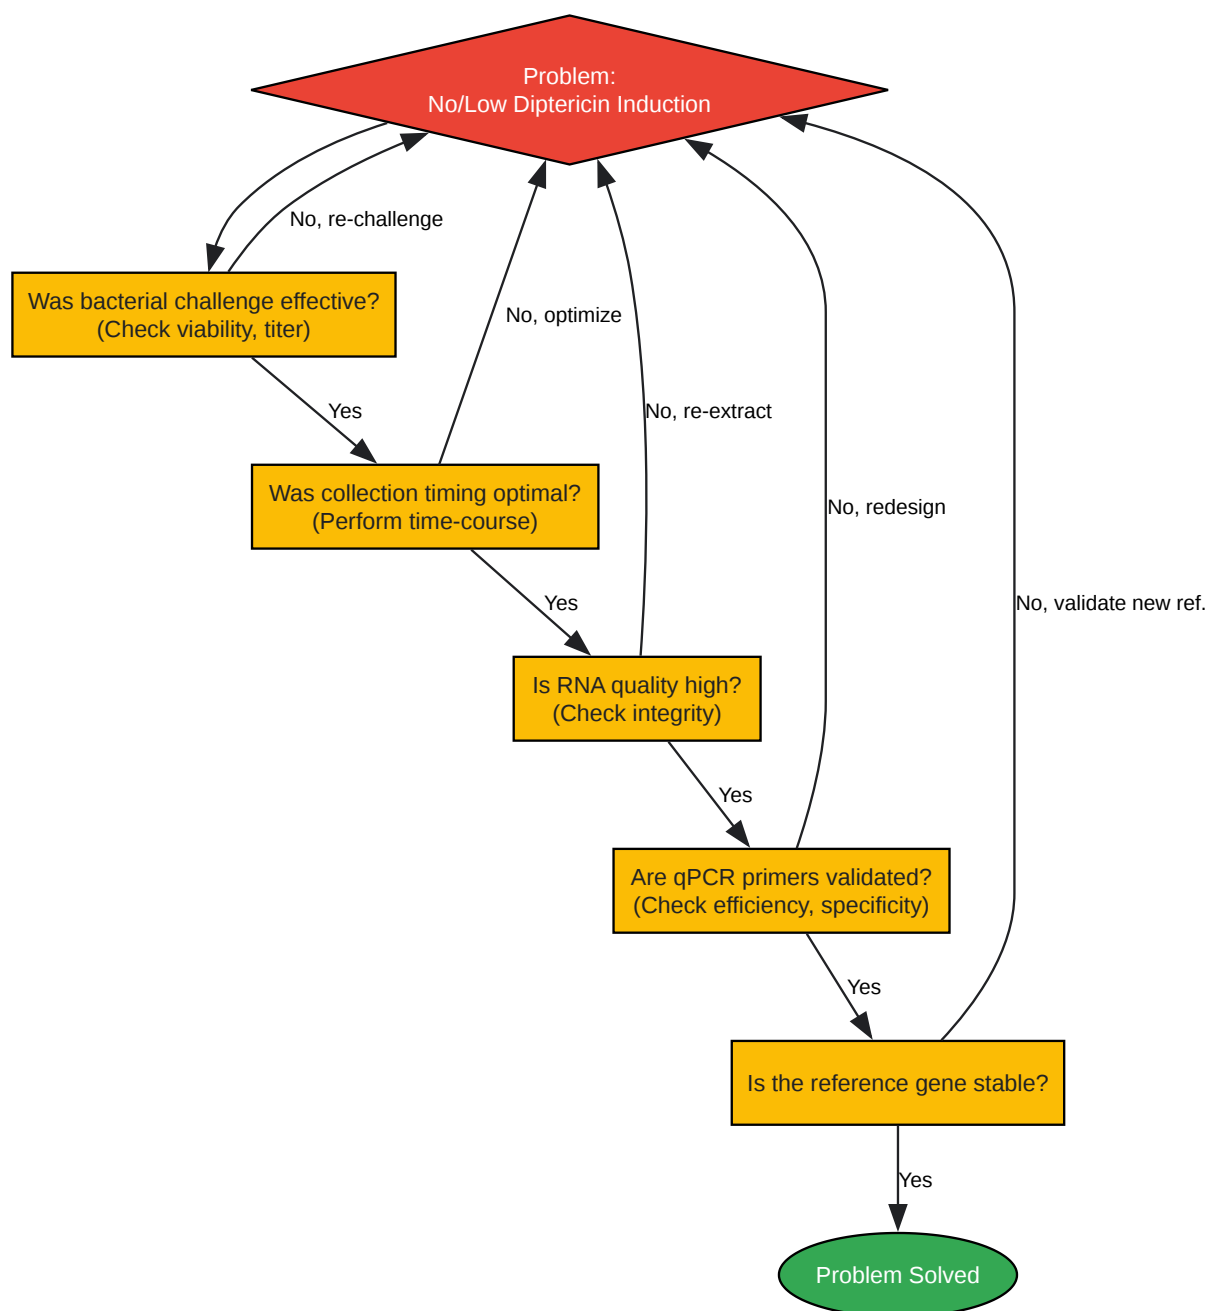 Problem:
No/Low Diptericin Induction
No, re-challenge
Was bacterial challenge effective?
(Check viability, titer)
No, optimize
Yes
No, re-extract
Was collection timing optimal?
(Perform time-course)
No, redesign
Yes
No, validate new ref.
Is RNA quality high?
(Check integrity)
Yes
Are qPCR primers validated?
(Check efficiency, specificity)
Yes
Is the reference gene stable?
Yes
Problem Solved